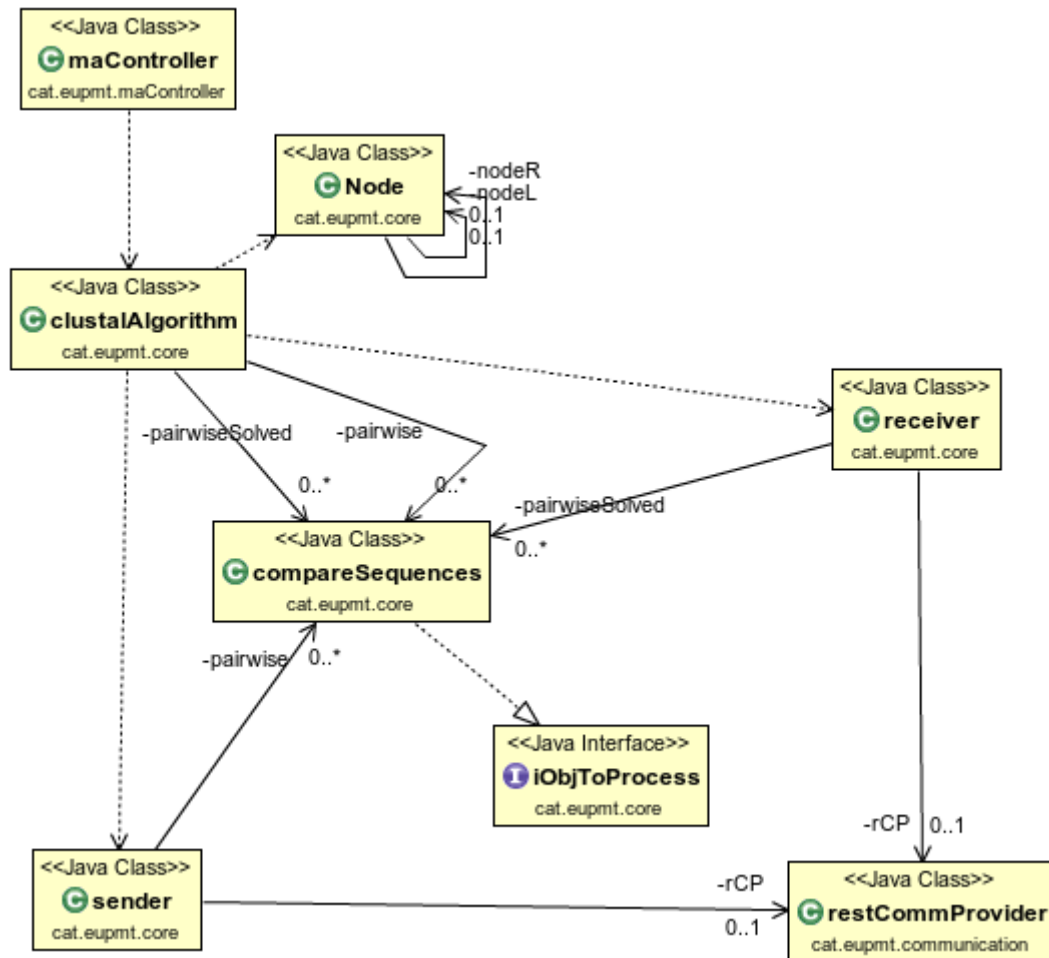 <<Java Class>>
C maController
cat.eupmt.maController
<<Java Class>>
C Node
cat.eupmt.core
-nodeR
-nodeL
0..1
0..1
<<Java Class>>
C clustalAlgorithm
cat.eupmt.core
<<Java Class>>
C receiver
cat.eupmt.core
-pairwiseSolved
-pairwise
0..*
0..*
-pairwiseSolved
0..*
<<Java Class>>
C compareSequences
cat.eupmt.core
-pairwise
0..*
<<Java Interface>>
I iObjToProcess
cat.eupmt.core
-rCP
0..1
<<Java Class>>
C sender
cat.eupmt.core
-rCP
0..1
<<Java Class>>
C restCommProvider
cat.eupmt.communication